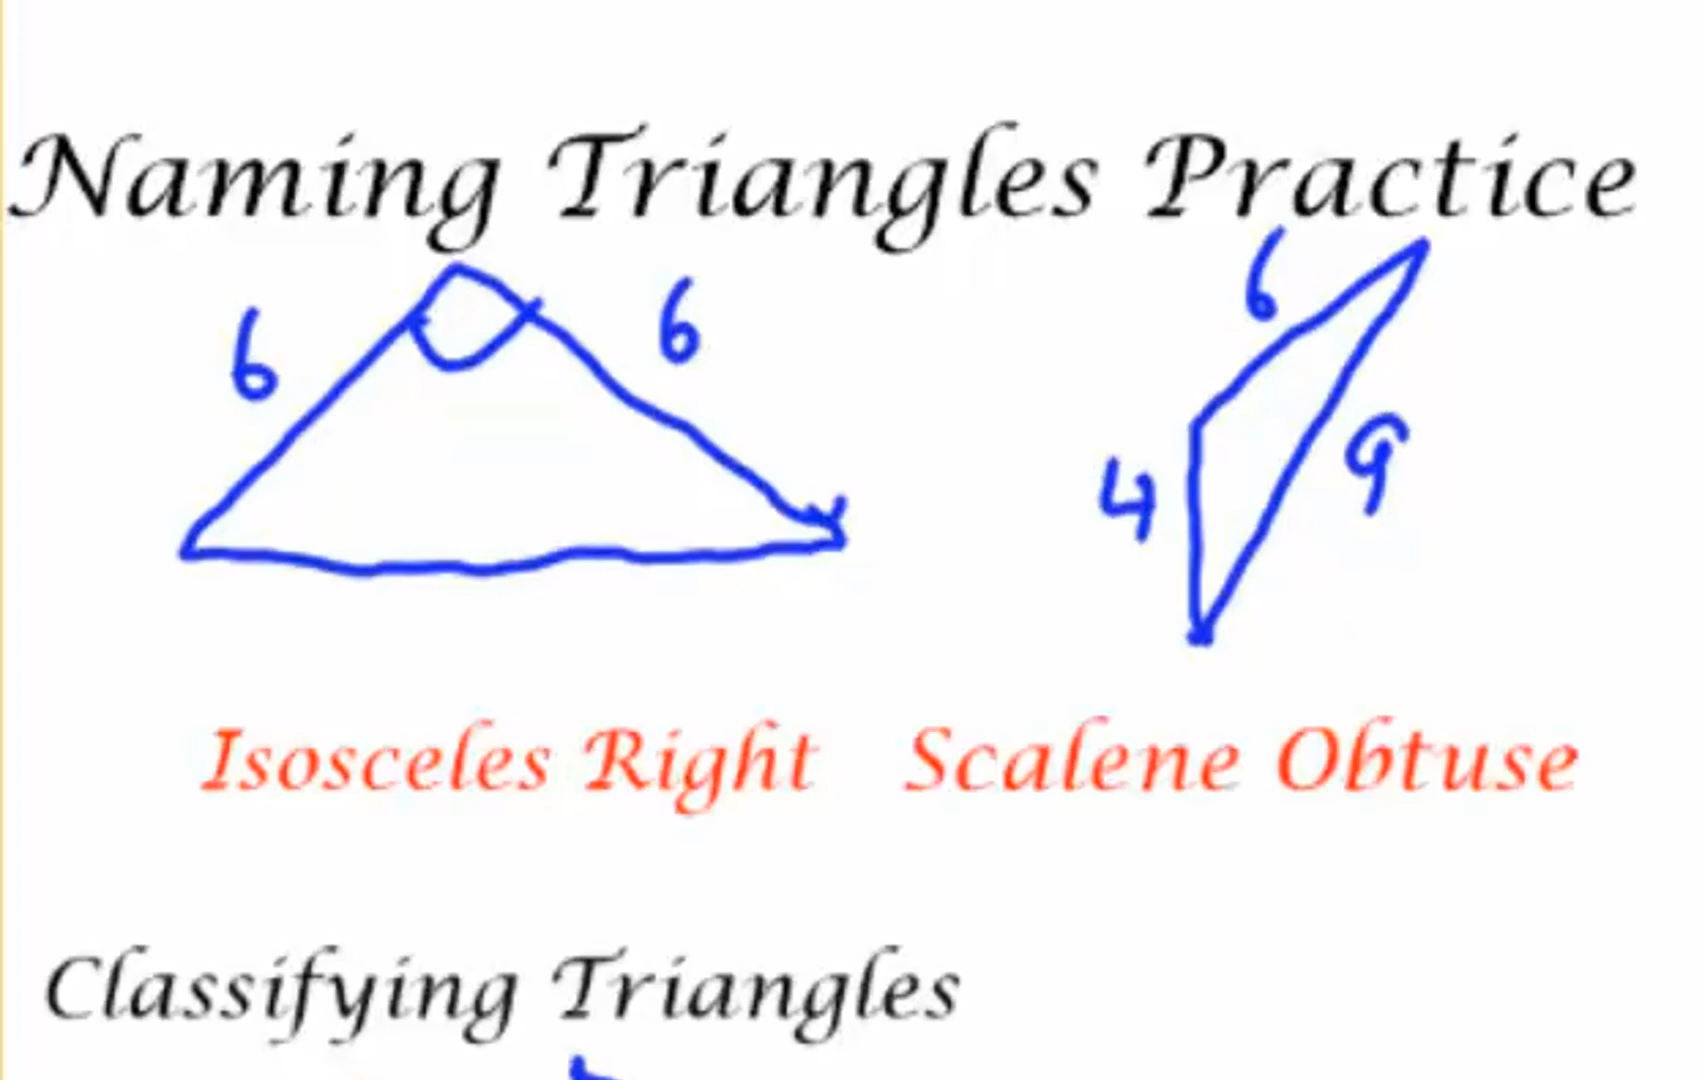 Naming Triangles Practice
6 6 6
4 9
Isosceles Right Scalene Obtuse
Classifying Triangles